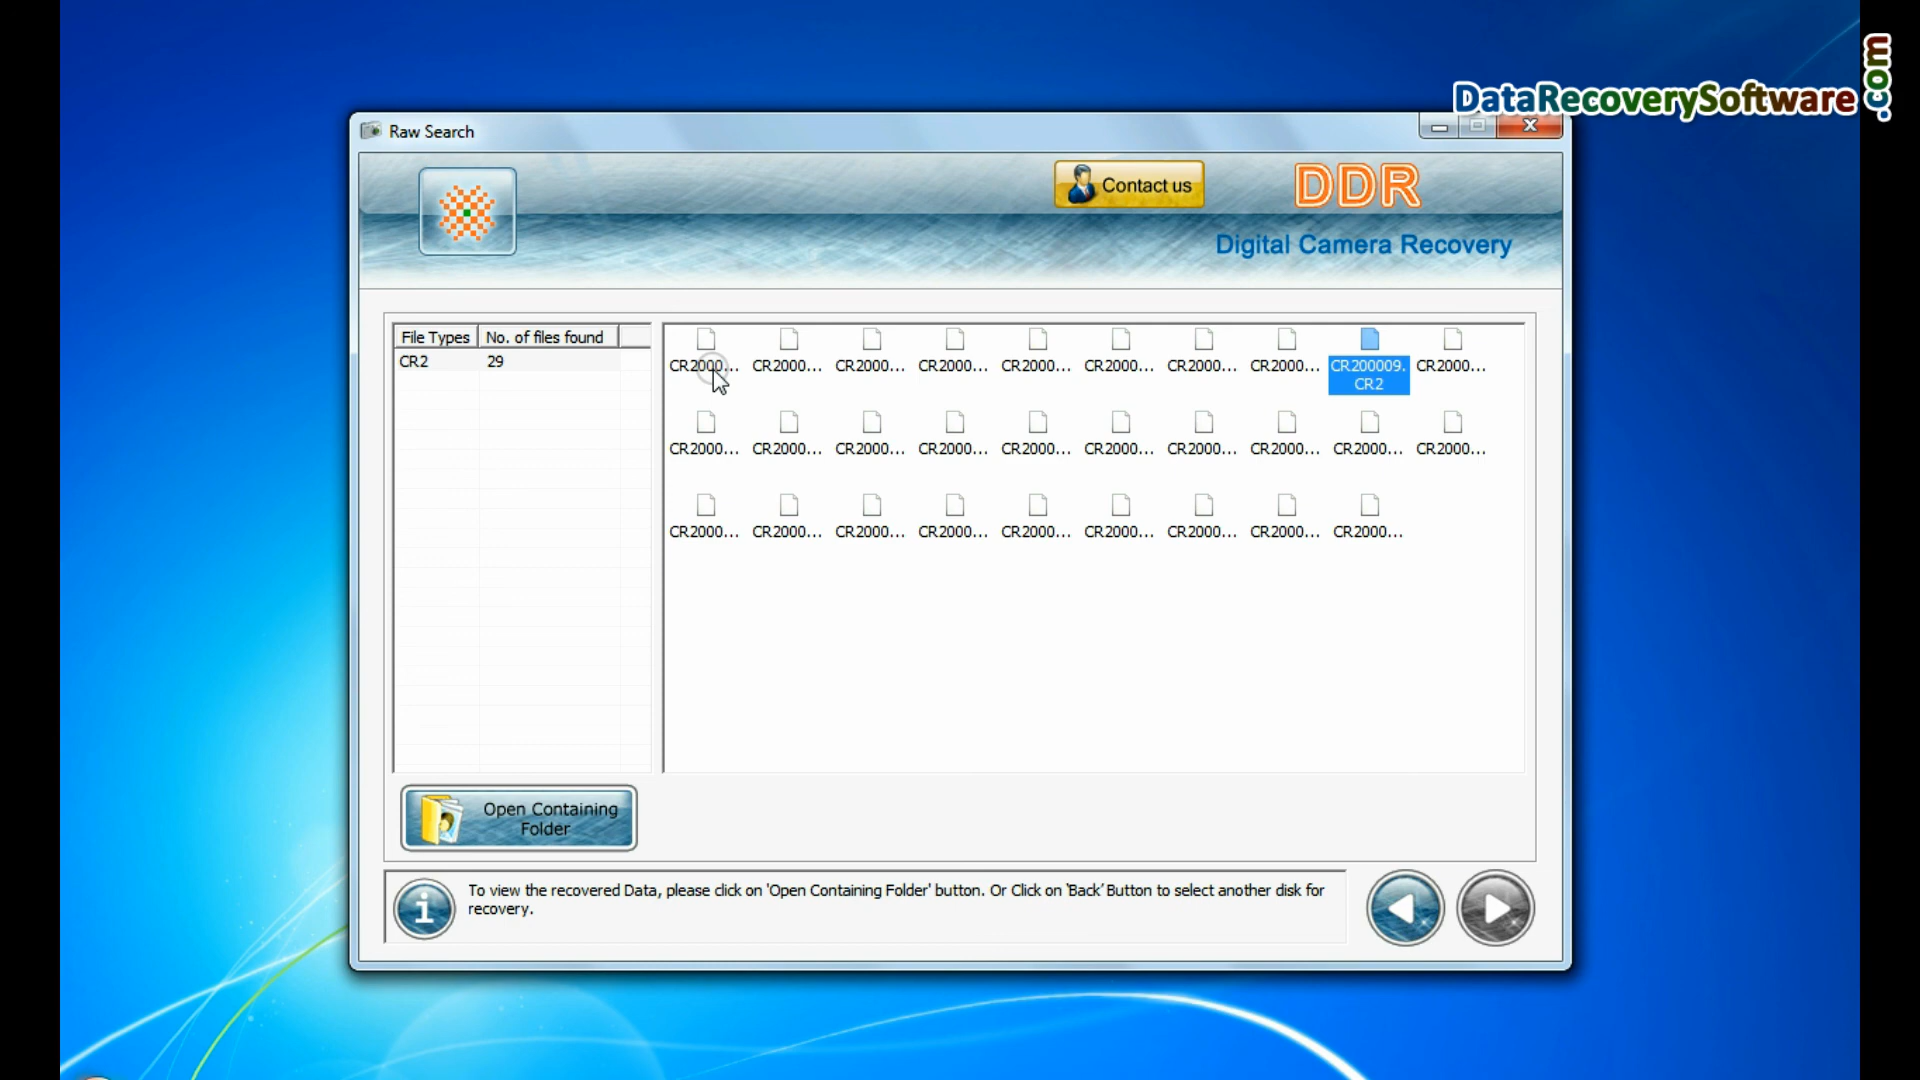 DataRecoverySoftware.com
Raw Search
Contact us
DDR
Digital Camera Recovery
File Types No. of files found
CR2 29
CR2000... CR2000... CR2000... CR2000... CR2000... CR2000... CR2000... CR2000... CR200009. CR2000...
CR2
CR2000... CR2000... CR2000... CR2000... CR2000... CR2000... CR2000... CR2000... CR2000... CR2000...
CR2000... CR2000... CR2000... CR2000... CR2000... CR2000... CR2000... CR2000... CR2000...
Open Containing
Folder
To view the recovered Data, please click on 'Open Containing Folder' button. Or Click on 'Back' Button to select another disk for
recovery.